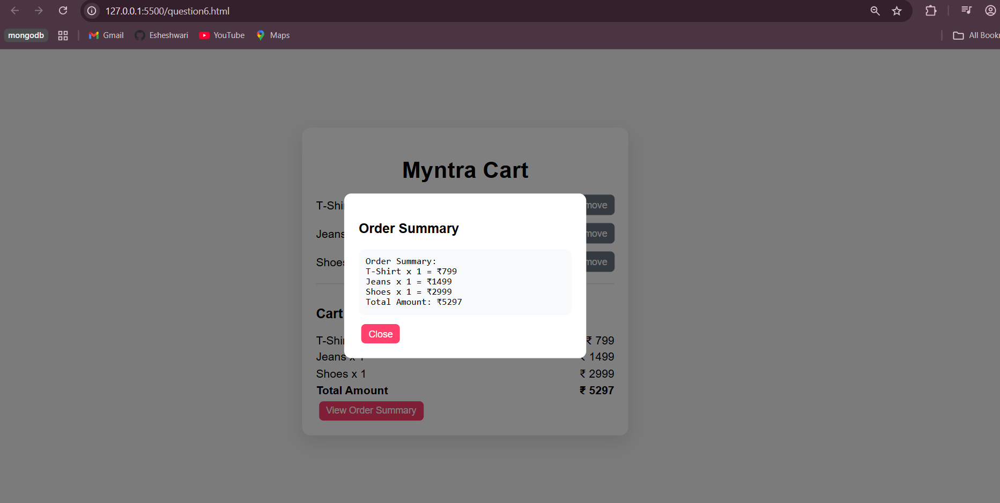 127.0.0.1:5500/question6.html
mongodb Gmail Esheshwari YouTube Maps All Book
Myntra Cart
T-Shi
move
Jeans
move
Shoes
move
Order Summary
Order Summary:
T-Shirt x 1 = ₹799
Jeans x 1 = ₹1499
Shoes x 1 = ₹2999
Total Amount: ₹5297
Close
Cart
T-Shi ₹ 799
Jeans x 1 ₹ 1499
Shoes x 1 ₹ 2999
Total Amount ₹ 5297
View Order Summary